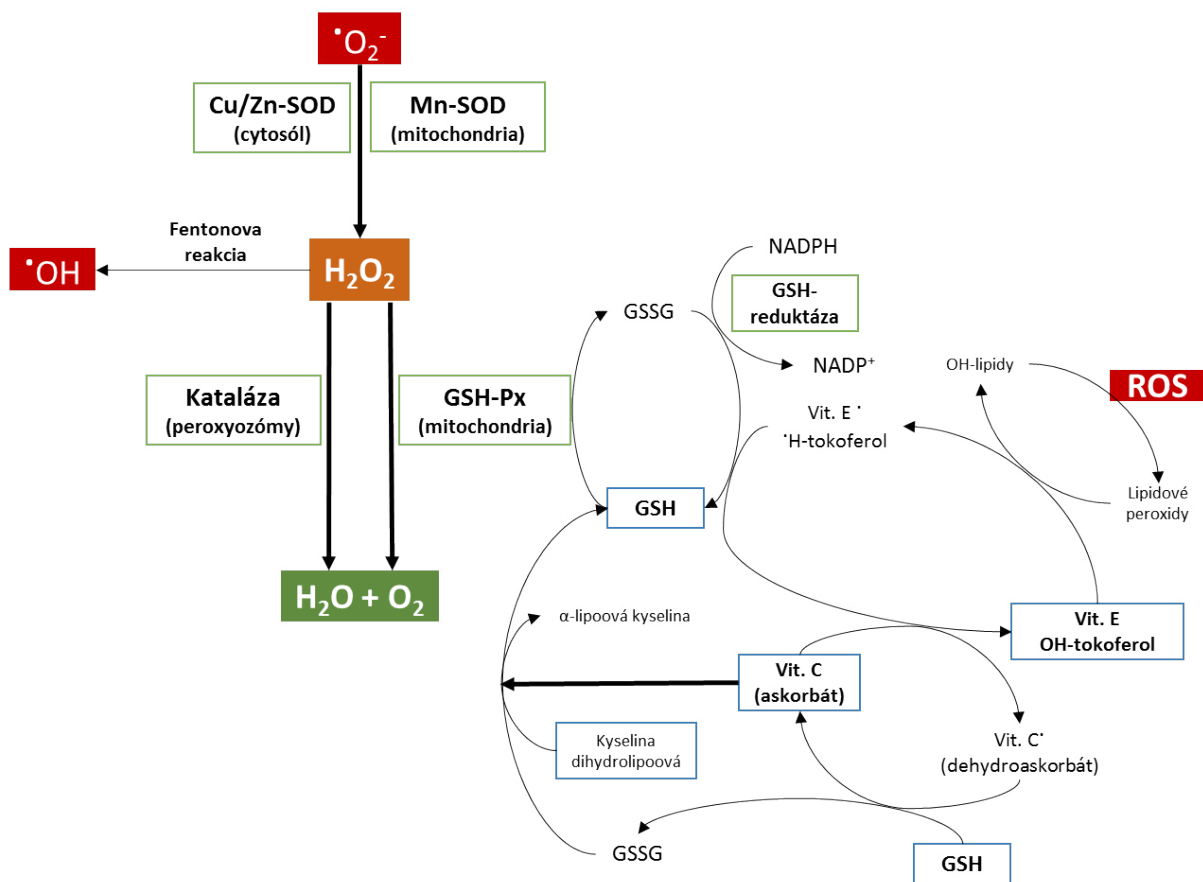 •O₂⁻
Cu/Zn-SOD
(cytosól)
Mn-SOD
(mitochondria)
Fentonova
reakcia
•OH
H₂O₂
NADPH
GSH-
reduktáza
GSSG
NADP⁺
OH-lipidy
ROS
Kataláza
(peroxyozómy)
GSH-Px
(mitochondria)
Vit. E •
•H-tokoferol
Lipidové
peroxidy
GSH
H₂O + O₂
α-lipoová kyselina
Vit. E
OH-tokoferol
Vit. C
(askorbát)
Kyselina
dihydrolipoová
Vit. C•
(dehydroaskorbát)
GSSG
GSH